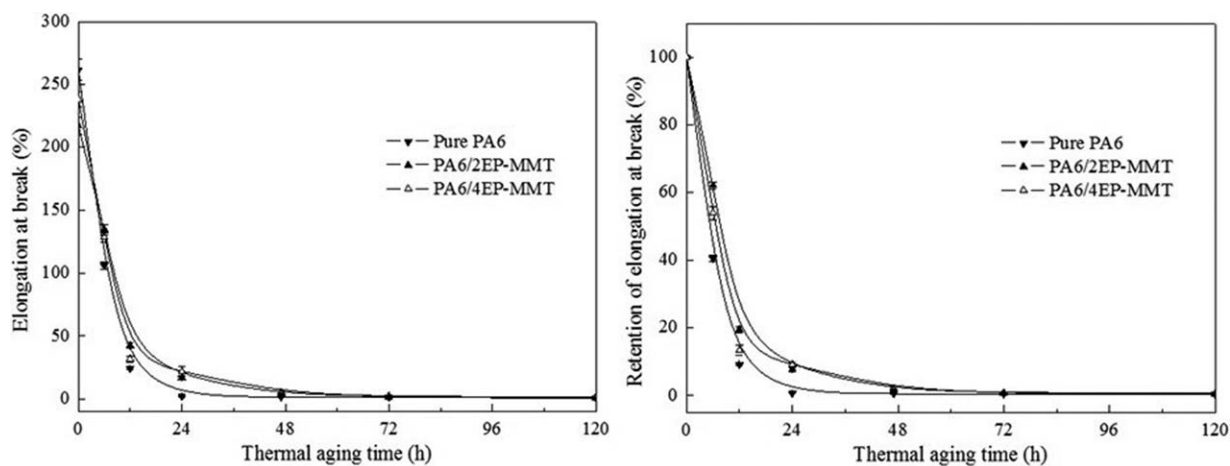 300
250
200
150
100
50
0
Elongation at break (%)
Pure PA6
PA6/2EP-MMT
PA6/4EP-MMT
0 24 48 72 96 120
Thermal aging time (h)
100
80
60
40
20
0
Retention of elongation at break (%)
Pure PA6
PA6/2EP-MMT
PA6/4EP-MMT
0 24 48 72 96 120
Thermal aging time (h)